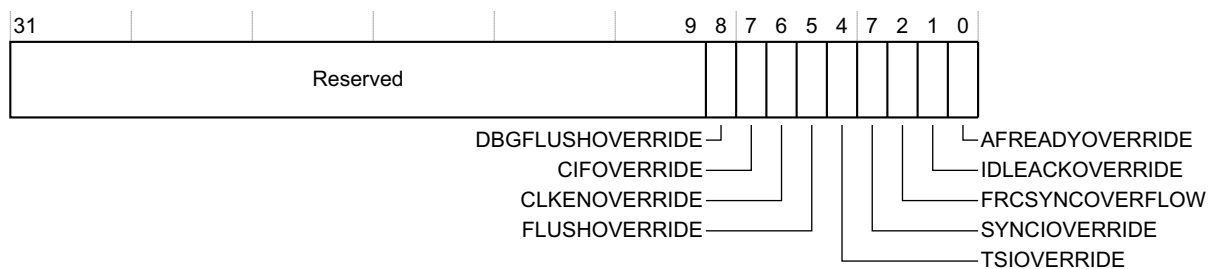 31 9 8 7 6 5 4 7 2 1 0
Reserved
DBGFLUSHOVERRIDE AFREADYOVERRIDE
CIFOVERRIDE IDLEACKOVERRIDE
CLKENOVERRIDE FRCSYNCOVERFLOW
FLUSHOVERRIDE SYNCIOVERRIDE
TSIOVERRIDE